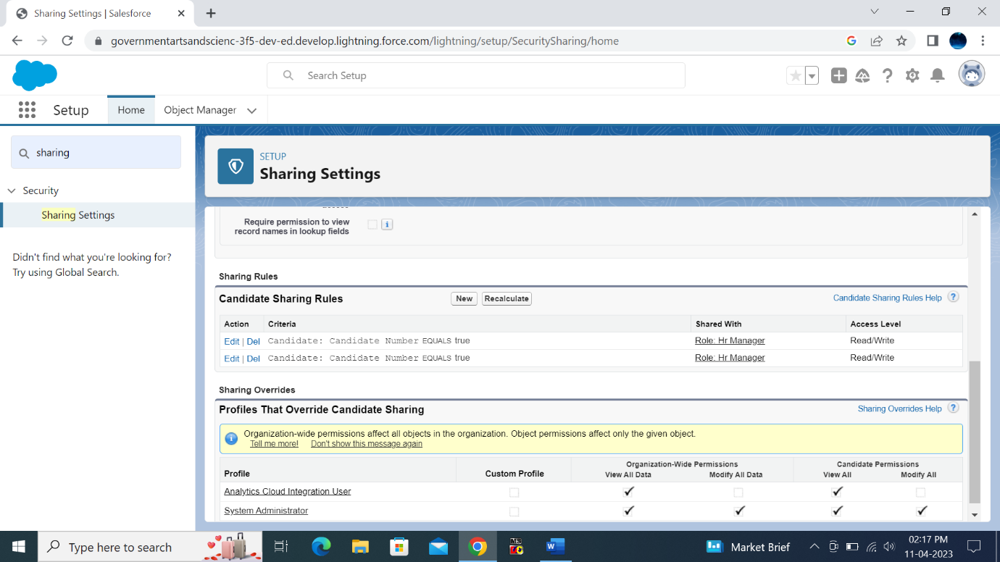 Sharing Settings | Salesforce
governmentartsandscienc-3f5-dev-ed.develop.lightning.force.com/lightning/setup/SecuritySharing/home
Search Setup
Setup
Home
Object Manager
sharing
Security
Sharing Settings
Didn't find what you're looking for?
Try using Global Search.
SETUP
Sharing Settings
Require permission to view
record names in lookup fields
Sharing Rules
Candidate Sharing Rules
New
Recalculate
Candidate Sharing Rules Help
Action Criteria Shared With Access Level
Edit | Del Candidate: Candidate Number EQUALS true Role: Hr Manager Read/Write
Edit | Del Candidate: Candidate Number EQUALS true Role: Hr Manager Read/Write
Sharing Overrides
Profiles That Override Candidate Sharing
Sharing Overrides Help
Organization-wide permissions affect all objects in the organization. Object permissions affect only the given object.
Tell me more! Don't show this message again
Organization-Wide Permissions Candidate Permissions
Profile Custom Profile View All Data Modify All Data View All Modify All
Analytics Cloud Integration User
System Administrator
Type here to search
Market Brief
02:17 PM
11-04-2023